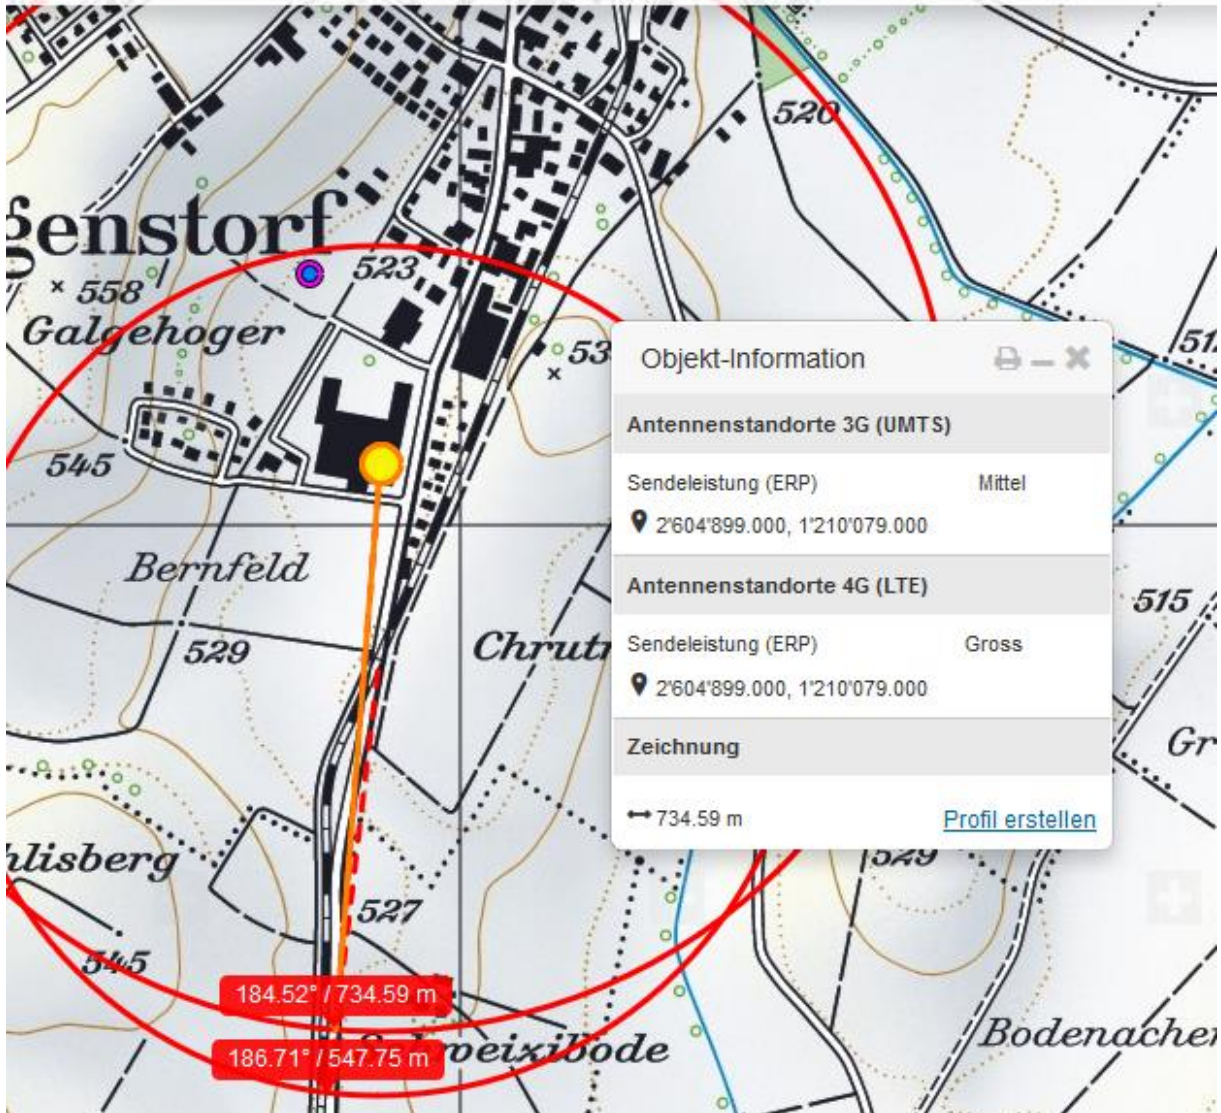 520
genstorf
523
558
Galgehoger
53
Objekt-Information
Antennenstandorte 3G (UMTS)
Sendeleistung (ERP) Mittel
2'604'899.000, 1'210'079.000
Antennenstandorte 4G (LTE)
Sendeleistung (ERP) Gross
2'604'899.000, 1'210'079.000
Zeichnung
734.59 m Profil erstellen
545
Bernfeld
515
529
Chrutr
Gr
hlisberg
529
527
545
184.52° / 734.59 m
Bodenacher
186.71° / 547.75 m